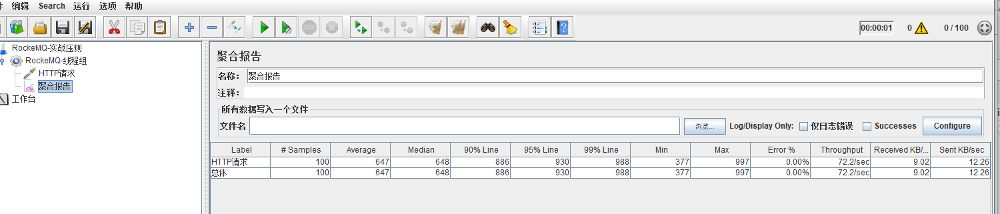 件 编辑 Search 运行 选项 帮助
STOP
00:00:01 0 0 / 100
RockeMQ-实战压测
RockeMQ-线程组
HTTP请求
聚合报告
工作台
聚合报告
名称： 聚合报告
注释：
所有数据写入一个文件
文件名 浏览... Log/Display Only: 仅日志错误 Successes Configure
Label # Samples Average Median 90% Line 95% Line 99% Line Min Max Error % Throughput Received KB/... Sent KB/sec
HTTP请求 100 647 648 886 930 988 377 997 0.00% 72.2/sec 9.02 12.26
总体 100 647 648 886 930 988 377 997 0.00% 72.2/sec 9.02 12.26